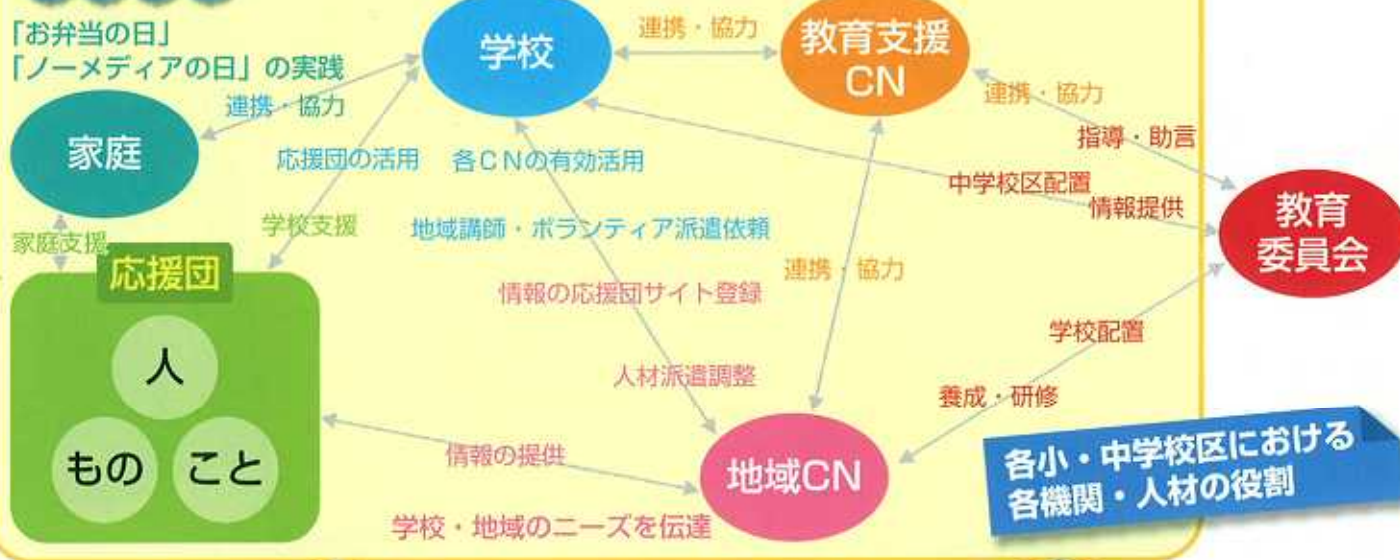 「お弁当の日」
「ノーメディアの日」の実践
学校
連携・協力
教育支援
CN
連携・協力
連携・協力
指導・助言
家庭
応援団の活用
各CNの有効活用
中学校区配置
情報提供
教育
委員会
学校支援
地域講師・ボランティア派遣依頼
家庭支援
応援団
連携・協力
情報の応援団サイト登録
学校配置
人
人材派遣調整
養成・研修
もの
こと
情報の提供
地域CN
各小・中学校区における
各機関・人材の役割
学校・地域のニーズを伝達